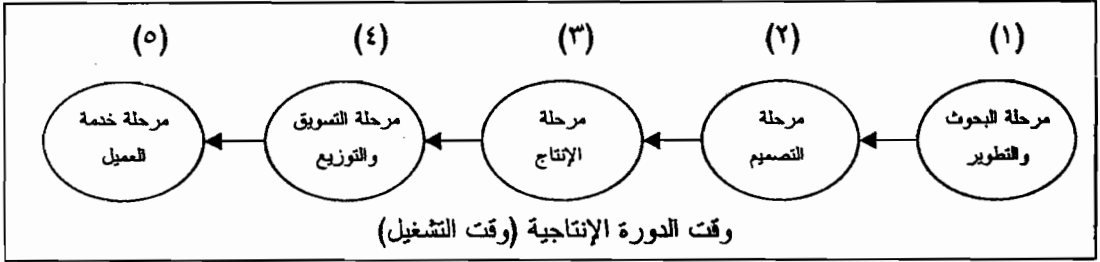 (١) (٢) (٣) (٤) (٥)
مرحلة البحوث
والتطوير
مرحلة
التصميم
مرحلة
الإنتاج
مرحلة التسويق
والتوزيع
مرحلة خدمة
العميل
وقت الدورة الإنتاجية (وقت التشغيل)